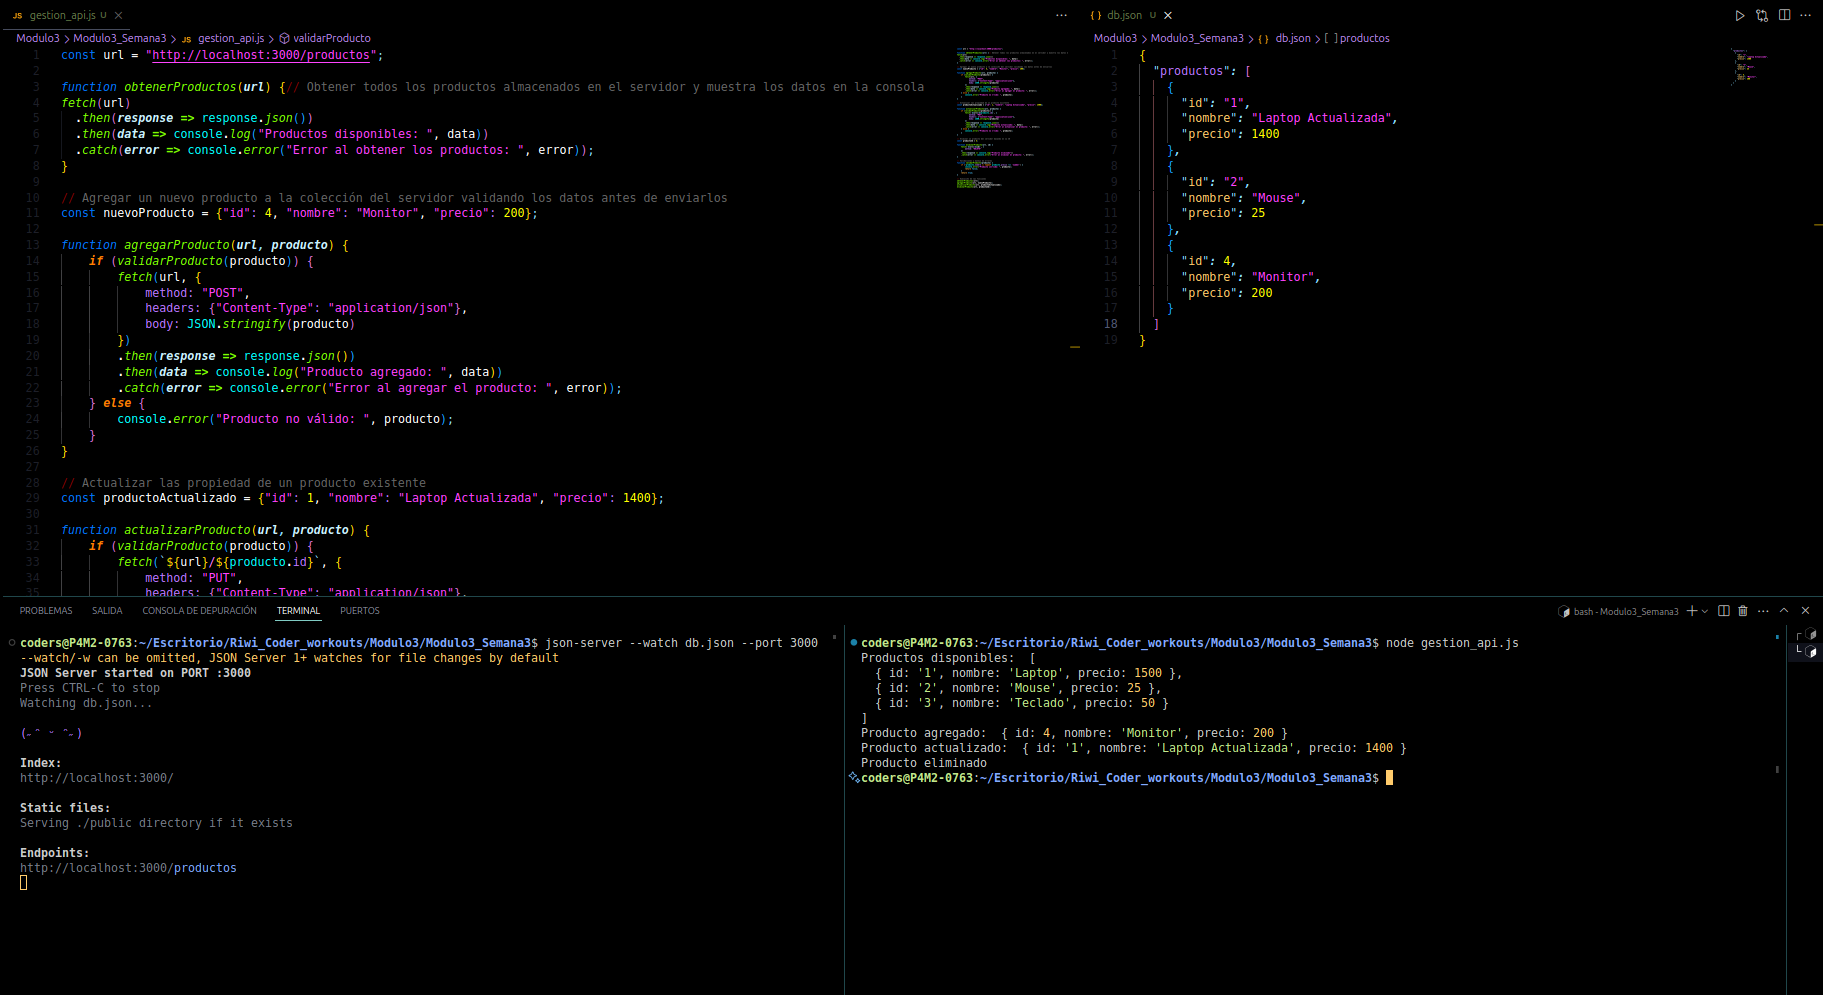 JS gestion_api.js U
Modulo3 > Modulo3_Semana3 > JS gestion_api.js > validarProducto
1 const url = "http://localhost:3000/productos";
2
3 function obtenerProductos(url) {// Obtener todos los productos almacenados en el servidor y muestra los datos en la consola
4 fetch(url)
5 .then(response => response.json())
6 .then(data => console.log("Productos disponibles: ", data))
7 .catch(error => console.error("Error al obtener los productos: ", error));
8 }
9
10 // Agregar un nuevo producto a la colección del servidor validando los datos antes de enviarlos
11 const nuevoProducto = {"id": 4, "nombre": "Monitor", "precio": 200};
12
13 function agregarProducto(url, producto) {
14 if (validarProducto(producto)) {
15 fetch(url, {
16 method: "POST",
17 headers: {"Content-Type": "application/json"},
18 body: JSON.stringify(producto)
19 })
20 .then(response => response.json())
21 .then(data => console.log("Producto agregado: ", data))
22 .catch(error => console.error("Error al agregar el producto: ", error));
23 } else {
24 console.error("Producto no válido: ", producto);
25 }
26 }
27
28 // Actualizar las propiedad de un producto existente
29 const productoActualizado = {"id": 1, "nombre": "Laptop Actualizada", "precio": 1400};
30
31 function actualizarProducto(url, producto) {
32 if (validarProducto(producto)) {
33 fetch(`${url}/${producto.id}`, {
34 method: "PUT",
35 headers: {"Content-Type": "application/json"},
{ } db.json U
Modulo3 > Modulo3_Semana3 > { } db.json > [ ] productos
1 {
2 "productos": [
3 {
4 "id": "1",
5 "nombre": "Laptop Actualizada",
6 "precio": 1400
7 },
8 {
9 "id": "2",
10 "nombre": "Mouse",
11 "precio": 25
12 },
13 {
14 "id": 4,
15 "nombre": "Monitor",
16 "precio": 200
17 }
18 ]
19 }
PROBLEMAS SALIDA CONSOLA DE DEPURACIÓN TERMINAL PUERTOS
bash - Modulo3_Semana3
coders@P4M2-0763:~/Escritorio/Riwi_Coder_workouts/Modulo3/Modulo3_Semana3$ json-server --watch db.json --port 3000
--watch/-w can be omitted, JSON Server 1+ watches for file changes by default
JSON Server started on PORT :3000
Press CTRL-C to stop
Watching db.json...
(˶ᵔ ᵕ ᵔ˶)
Index:
http://localhost:3000/
Static files:
Serving ./public directory if it exists
Endpoints:
http://localhost:3000/productos
coders@P4M2-0763:~/Escritorio/Riwi_Coder_workouts/Modulo3/Modulo3_Semana3$ node gestion_api.js
Productos disponibles:  [
{ id: '1', nombre: 'Laptop', precio: 1500 },
{ id: '2', nombre: 'Mouse', precio: 25 },
{ id: '3', nombre: 'Teclado', precio: 50 }
]
Producto agregado:  { id: 4, nombre: 'Monitor', precio: 200 }
Producto actualizado:  { id: '1', nombre: 'Laptop Actualizada', precio: 1400 }
Producto eliminado
coders@P4M2-0763:~/Escritorio/Riwi_Coder_workouts/Modulo3/Modulo3_Semana3$